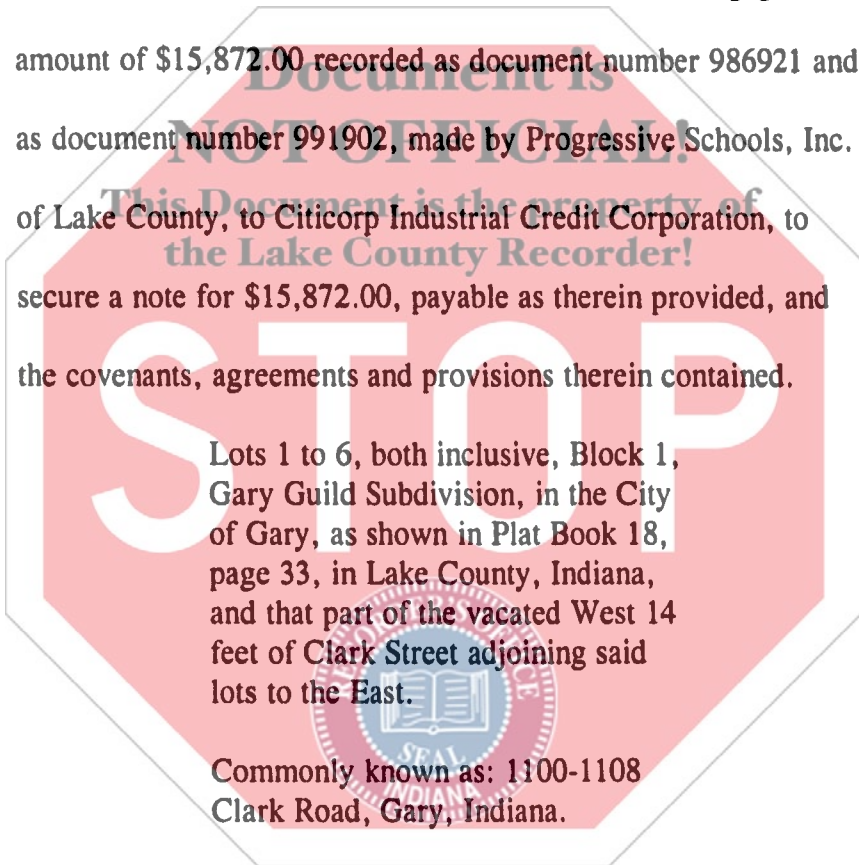 amount of $15,872.00 recorded as document number 986921 and
Document is
as document number 991902, made by Progressive Schools, Inc.
NOT OFFICIAL!
This Document is the property of
of Lake County, to Citicorp Industrial Credit Corporation, to
the Lake County Recorder!
secure a note for $15,872.00, payable as therein provided, and
STOP
the covenants, agreements and provisions therein contained.
Lots 1 to 6, both inclusive, Block 1,
Gary Guild Subdivision, in the City
of Gary, as shown in Plat Book 18,
page 33, in Lake County, Indiana,
and that part of the vacated West 14
feet of Clark Street adjoining said
lots to the East.
RECORDER'S OFFICE
SEAL
INDIANA
Commonly known as: 1100-1108
Clark Road, Gary, Indiana.